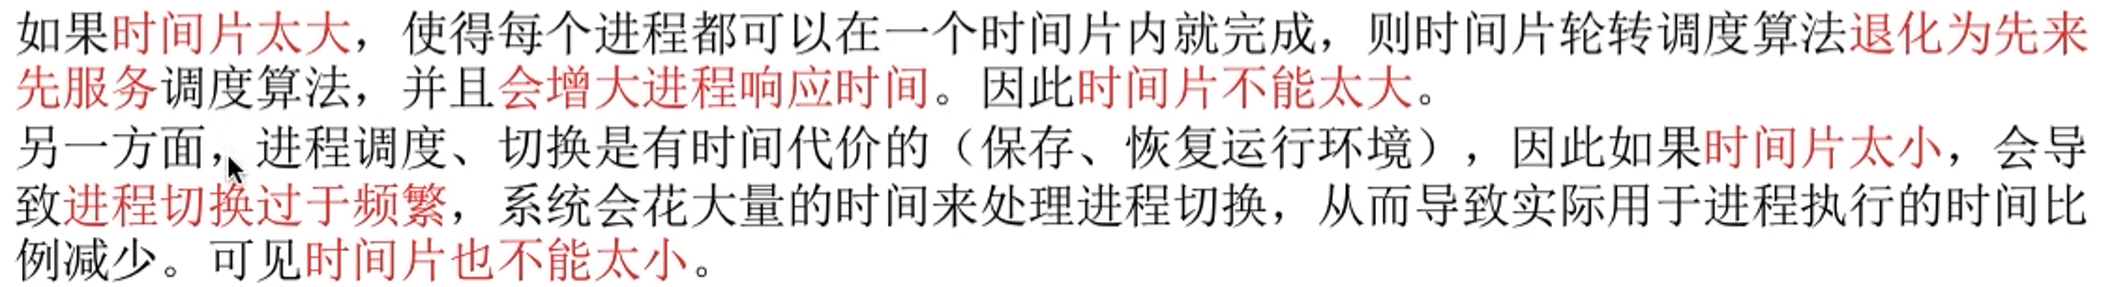 如果时间片太大，使得每个进程都可以在一个时间片内就完成，则时间片轮转调度算法退化为先来
先服务调度算法，并且会增大进程响应时间。因此时间片不能太大。
另一方面，进程调度、切换是有时间代价的（保存、恢复运行环境），因此如果时间片太小，会导
致进程切换过于频繁，系统会花大量的时间来处理进程切换，从而导致实际用于进程执行的时间比
例减少。可见时间片也不能太小。